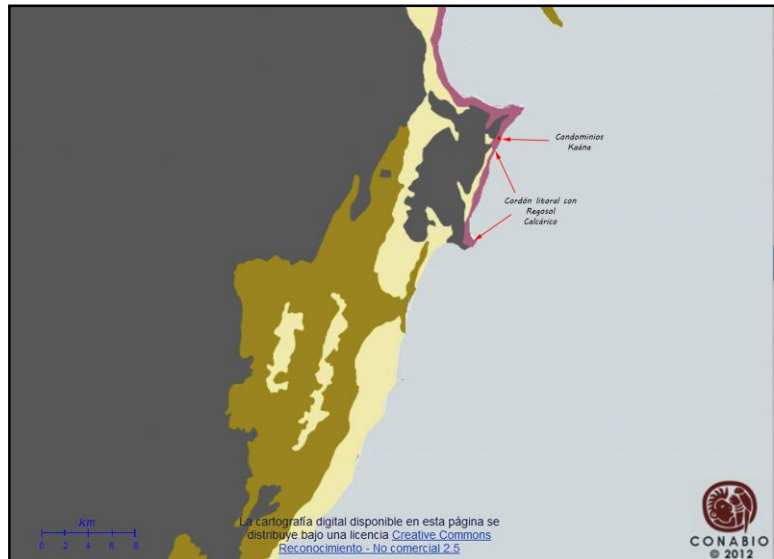 Condominios
Kaána
Cordón litoral con
Regosol
Calcárico
Km
0 2 4 6 8
La cartografía digital disponible en esta página se
distribuye bajo una licencia Creative Commons
Reconocimiento - No comercial 2.5
CONABIO
© 2012